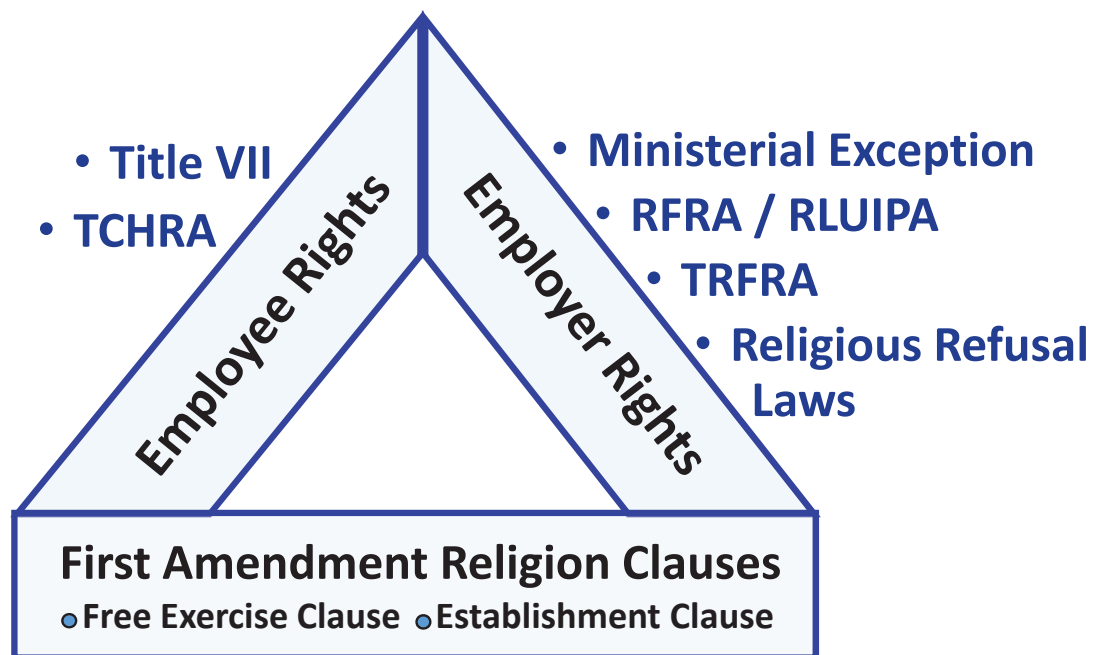 • Title VII
• TCHRA
Employee Rights
Employer Rights
• Ministerial Exception
• RFRA / RLUIPA
• TRFRA
• Religious Refusal
Laws
First Amendment Religion Clauses
• Free Exercise Clause • Establishment Clause